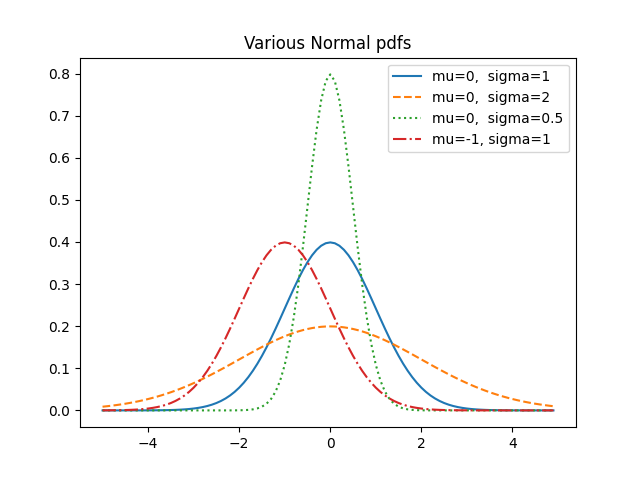 Various Normal pdfs
mu=0,  sigma=1
mu=0,  sigma=2
mu=0,  sigma=0.5
mu=-1, sigma=1
0.8
0.7
0.6
0.5
0.4
0.3
0.2
0.1
0.0
−4 −2 0 2 4